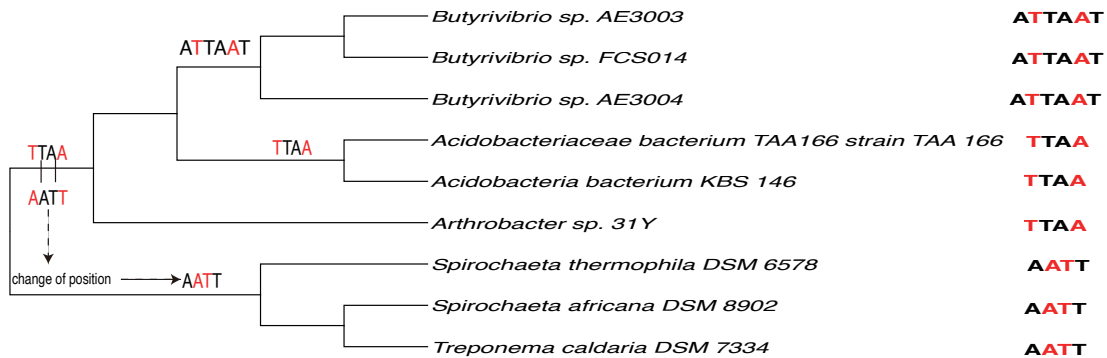 Butyrivibrio sp. AE3003 ATTAAT
ATTAAT
Butyrivibrio sp. FCS014 ATTAAT
Butyrivibrio sp. AE3004 ATTAAT
TTAA
Acidobacteriaceae bacterium TAA166 strain TAA 166 TTAA
TTAA
Acidobacteria bacterium KBS 146 TTAA
AATT
Arthrobacter sp. 31Y TTAA
Spirochaeta thermophila DSM 6578 AATT
change of position AATT
Spirochaeta africana DSM 8902 AATT
Treponema caldaria DSM 7334 AATT